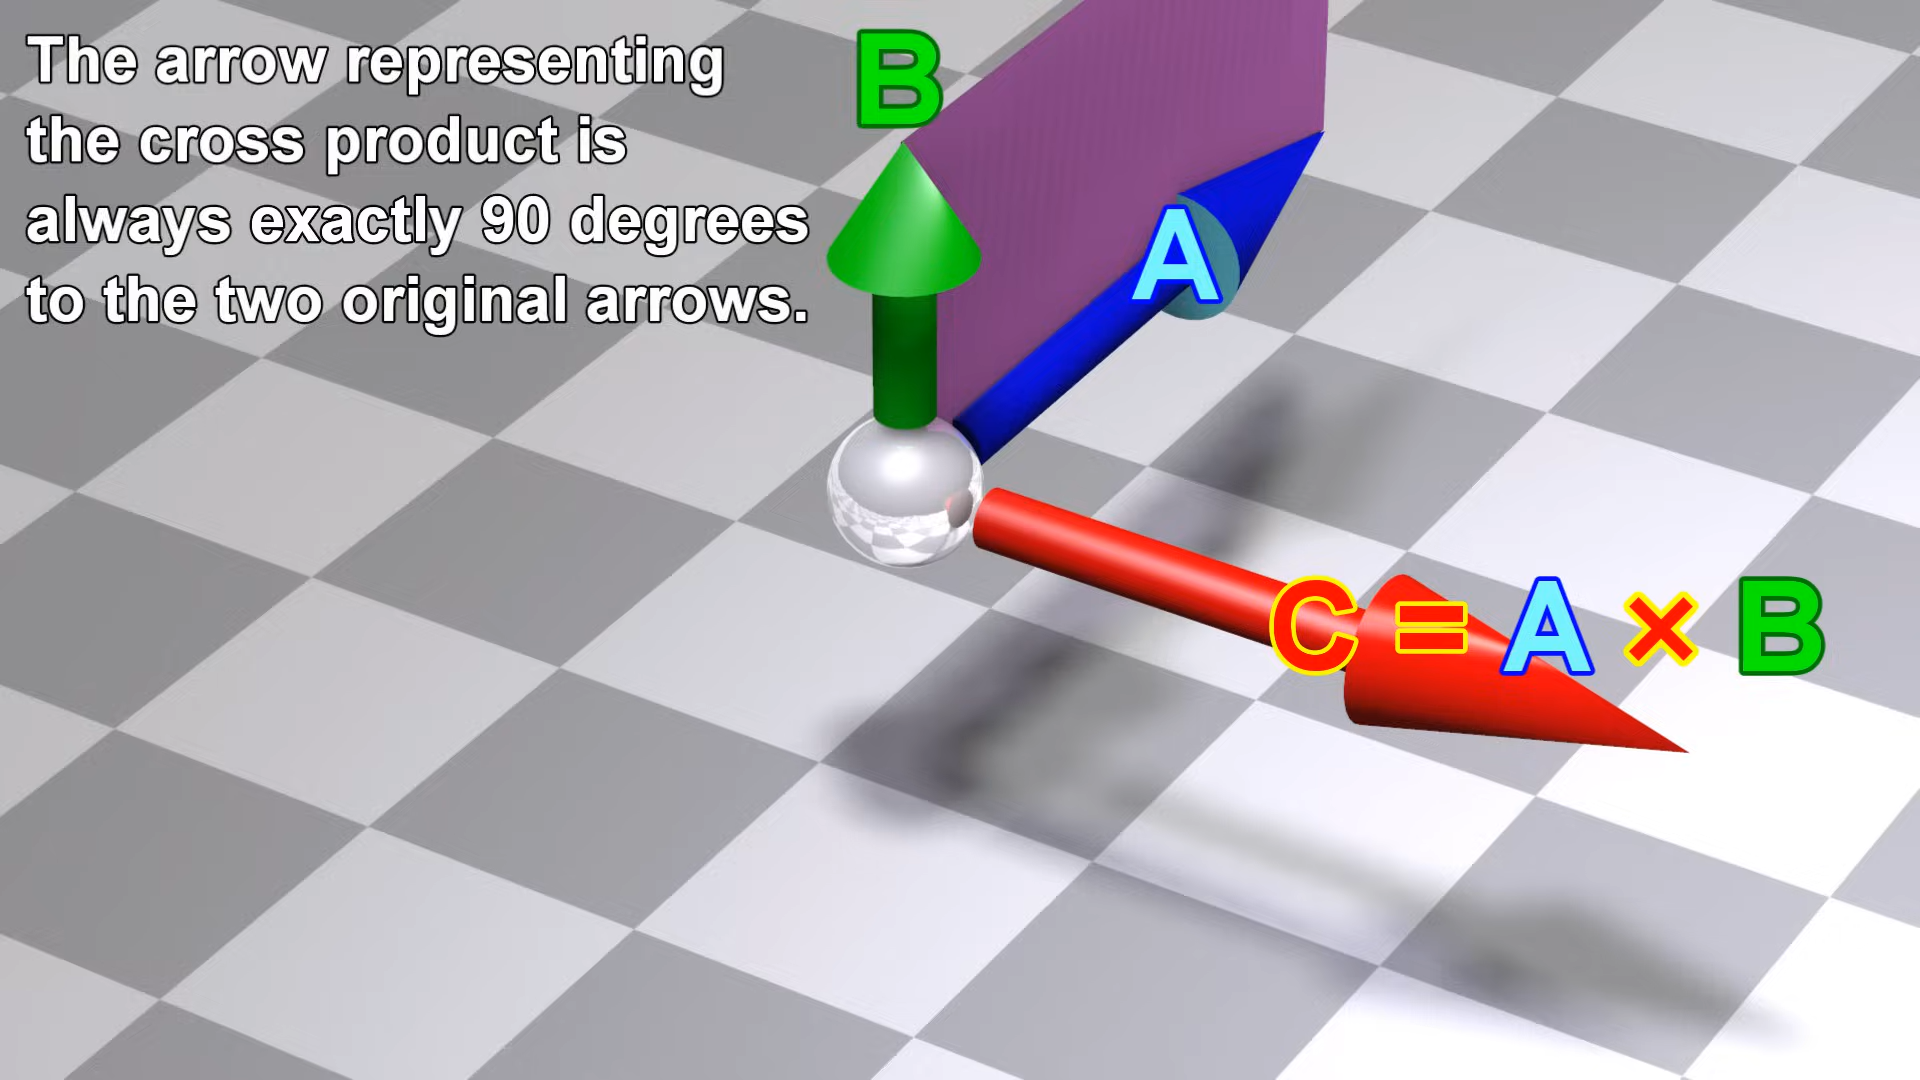 The arrow representing
the cross product is
always exactly 90 degrees
to the two original arrows.
B
A
C = A × B